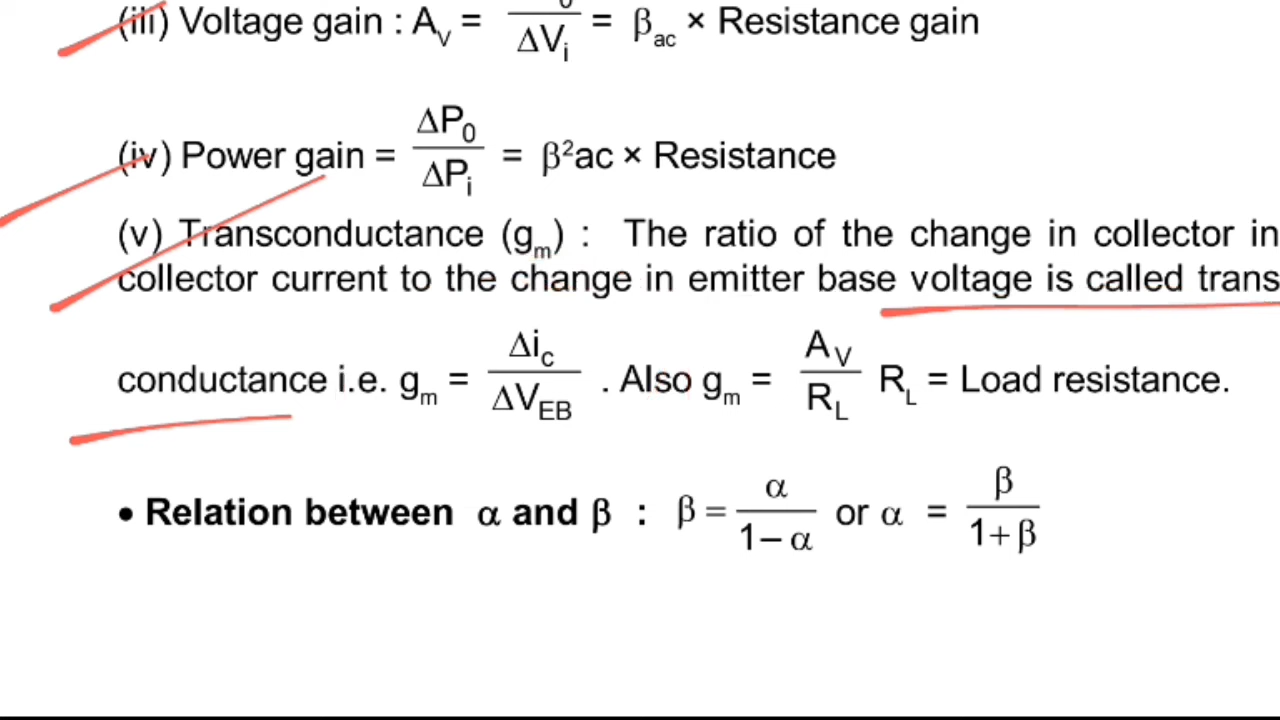 (iii) Voltage gain : A_V = 0/ΔV_i = β_ac × Resistance gain
(iv) Power gain = ΔP_0/ΔP_i = β²ac × Resistance
(v) Transconductance (g_m) : The ratio of the change in collector in
collector current to the change in emitter base voltage is called trans
conductance i.e. g_m = Δi_c/ΔV_EB . Also g_m = A_V/R_L R_L = Load resistance.
• Relation between α and β : β = α/1– α or α = β/1+ β